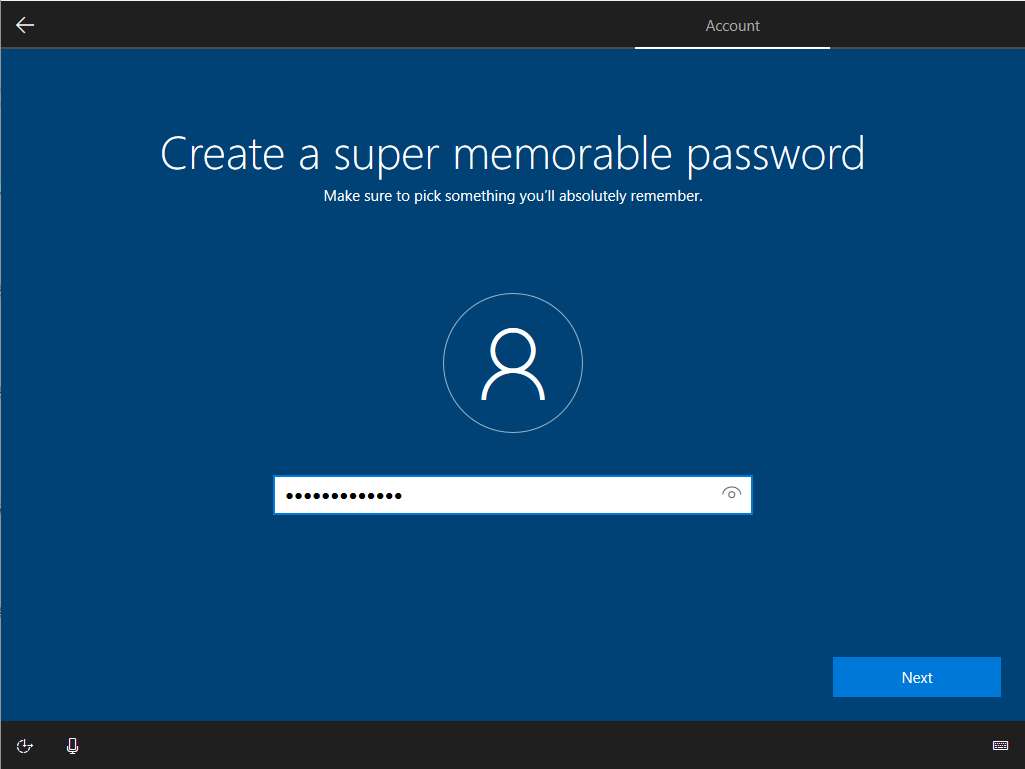 Account
Create a super memorable password
Make sure to pick something you'll absolutely remember.
•••••••••••••
Next